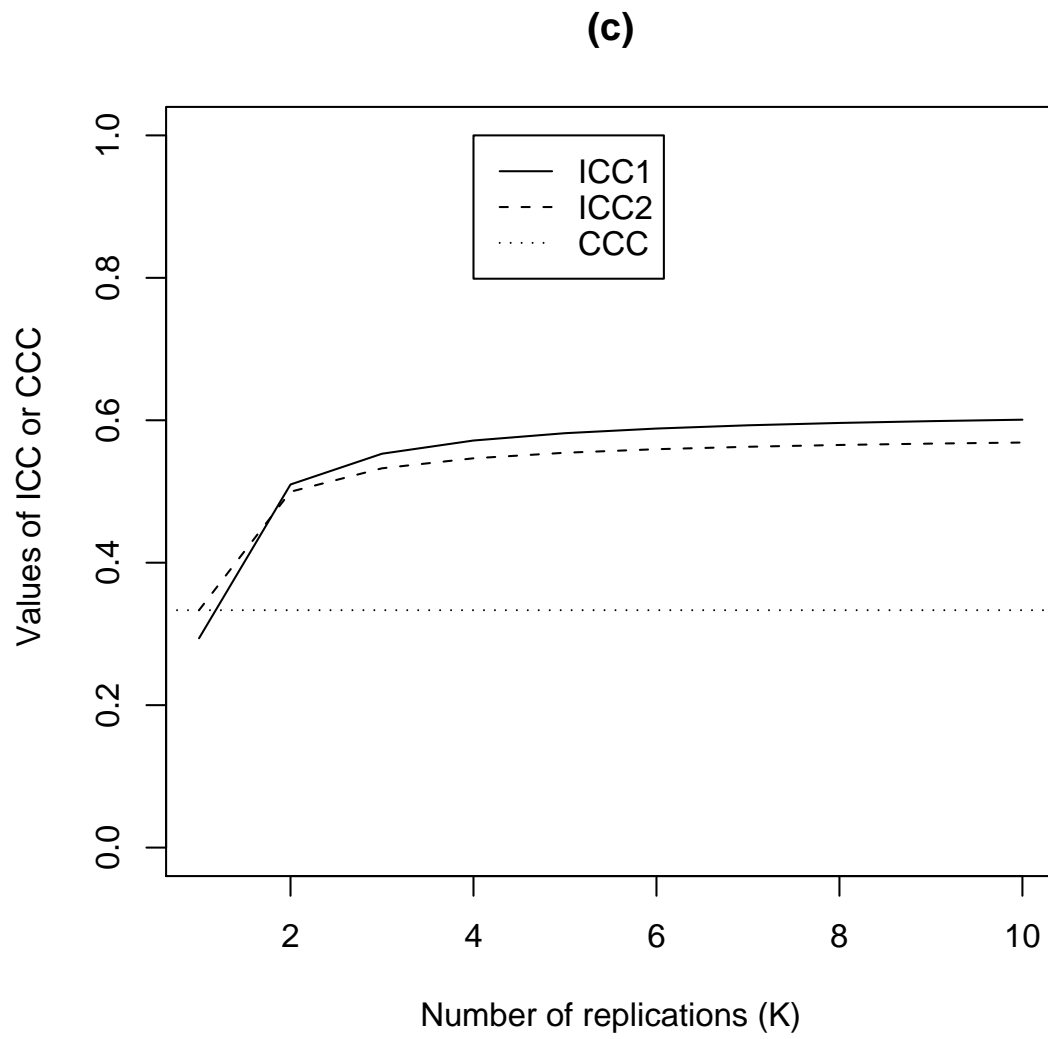 (c)
Values of ICC or CCC
1.0
0.8
0.6
0.4
0.2
0.0
ICC1
ICC2
CCC
2 4 6 8 10
Number of replications (K)